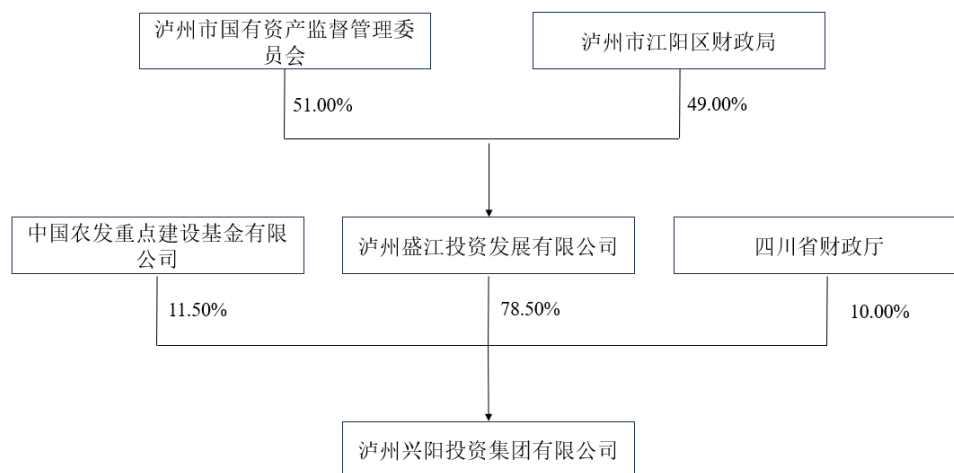 泸州市国有资产监督管理委
员会
泸州市江阳区财政局
51.00%
49.00%
中国农发重点建设基金有限
公司
泸州盛江投资发展有限公司
四川省财政厅
11.50%
78.50%
10.00%
泸州兴阳投资集团有限公司